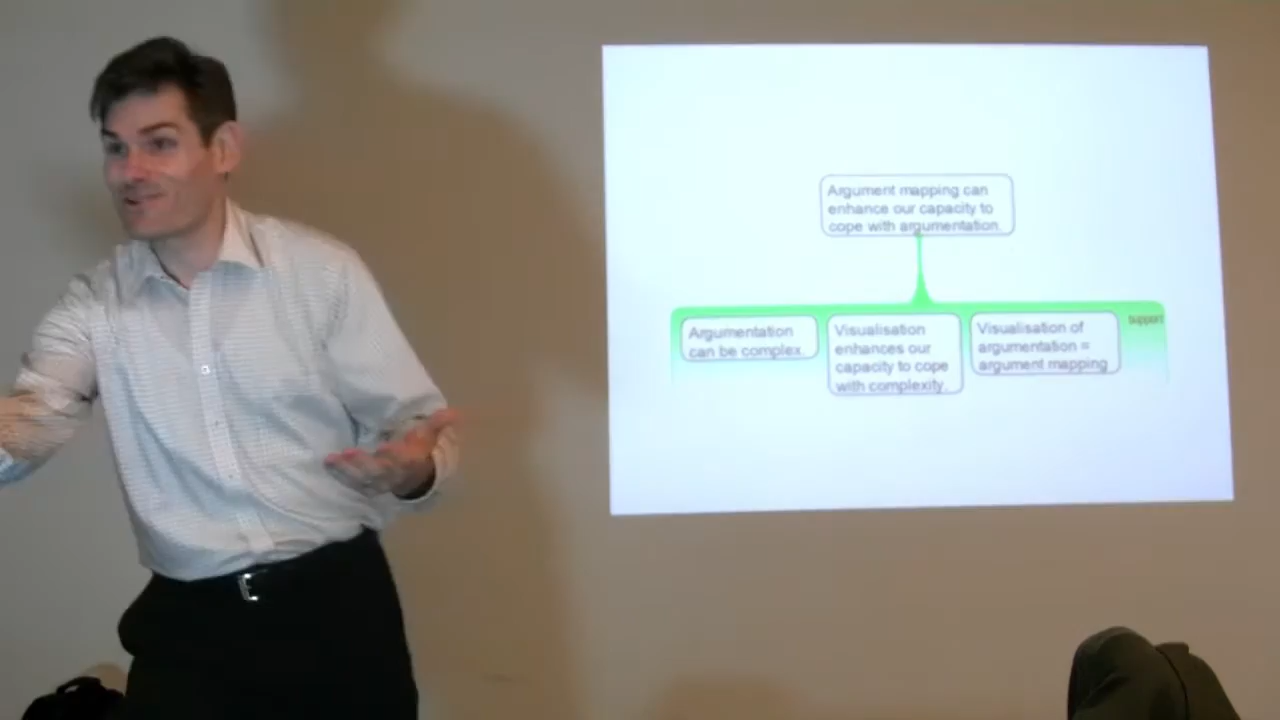 Argument mapping can
enhance our capacity to
cope with argumentation.
support
Argumentation
can be complex.
Visualisation
enhances our
capacity to cope
with complexity.
Visualisation of
argumentation =
argument mapping